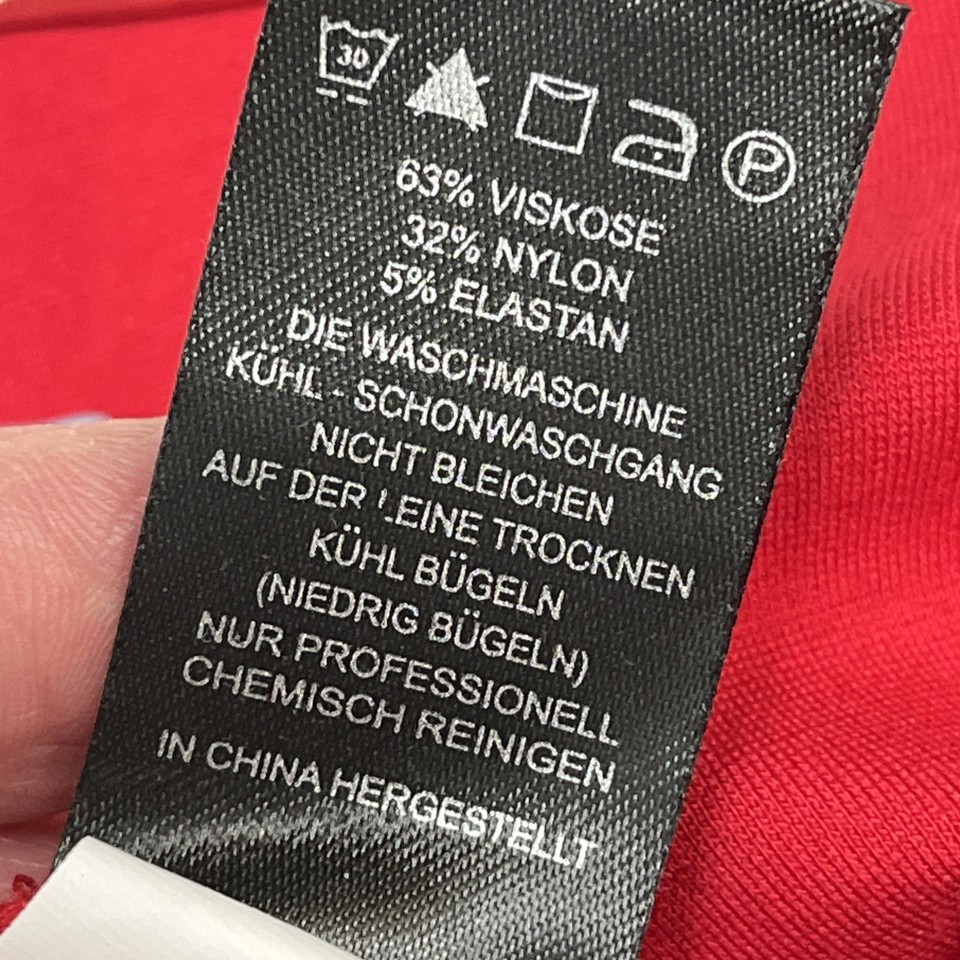 30
P
63% VISKOSE
32% NYLON
5% ELASTAN
DIE WASCHMASCHINE
KÜHL - SCHONWASCHGANG
NICHT BLEICHEN
AUF DER LEINE TROCKNEN
KÜHL BÜGELN
(NIEDRIG BÜGELN)
NUR PROFESSIONELL
CHEMISCH REINIGEN
IN CHINA HERGESTELLT